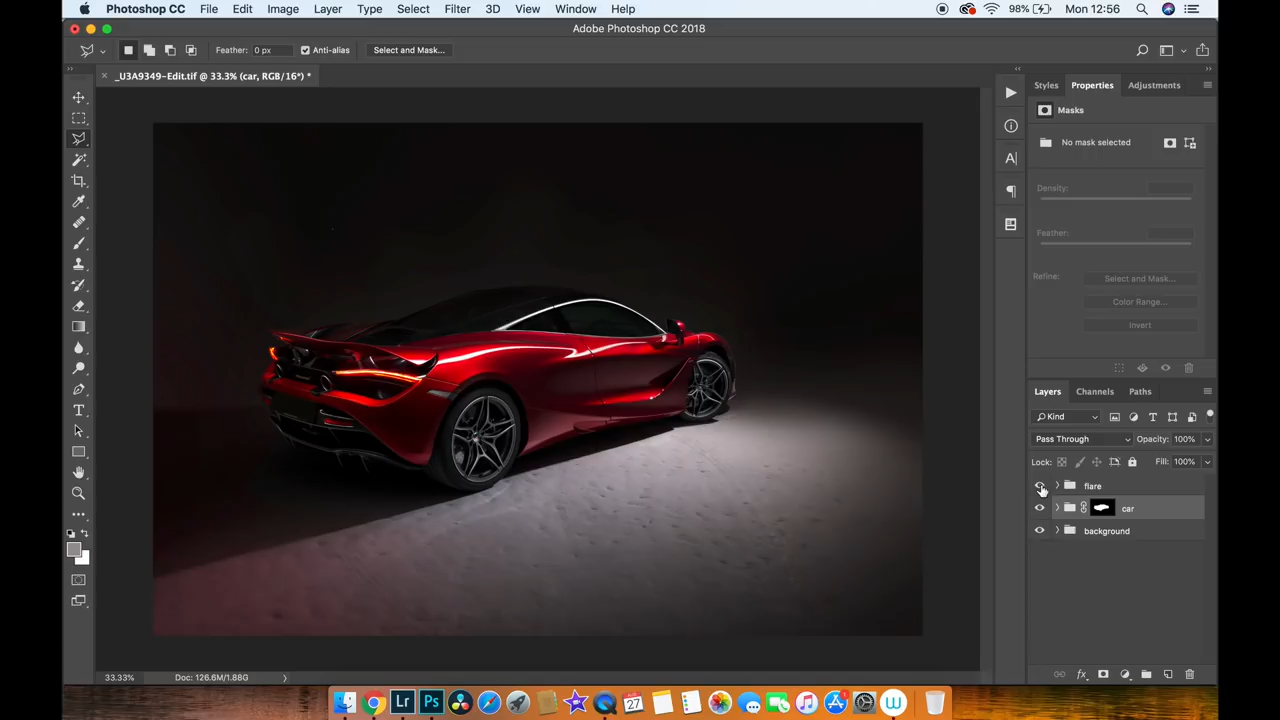 Photoshop CC File Edit Image Layer Type Select Filter 3D View Window Help 98% Mon 12:56
Adobe Photoshop CC 2018
Feather: 0 px Anti-alias Select and Mask...
_U3A9349-Edit.tif @ 33.3% (car, RGB/16*) *
Styles Properties Adjustments
Masks
No mask selected
Density:
Feather:
Refine: Select and Mask...
Color Range...
Invert
Layers Channels Paths
Kind
Pass Through Opacity: 100%
Lock: Fill: 100%
flare
car
background
33.33% Doc: 126.6M/1.88G
Lr Ps 27